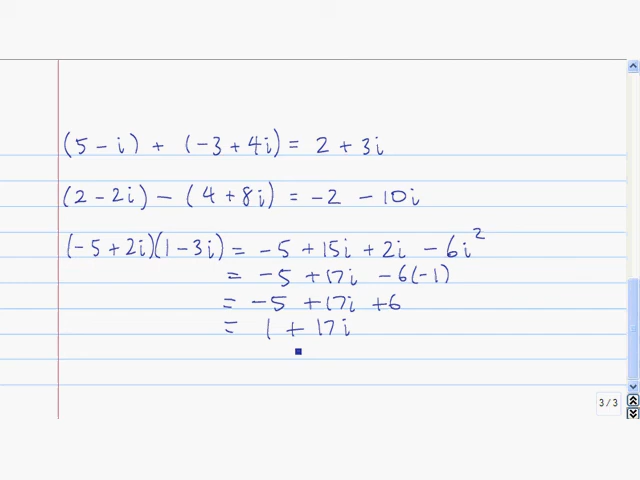 (5 - i) + (-3 + 4i) = 2 + 3i
(2 - 2i) - (4 + 8i) = -2 - 10i
(-5 + 2i)(1 - 3i) = -5 + 15i + 2i - 6i²
= -5 + 17i - 6(-1)
= -5 + 17i + 6
= 1 + 17i
3 / 3